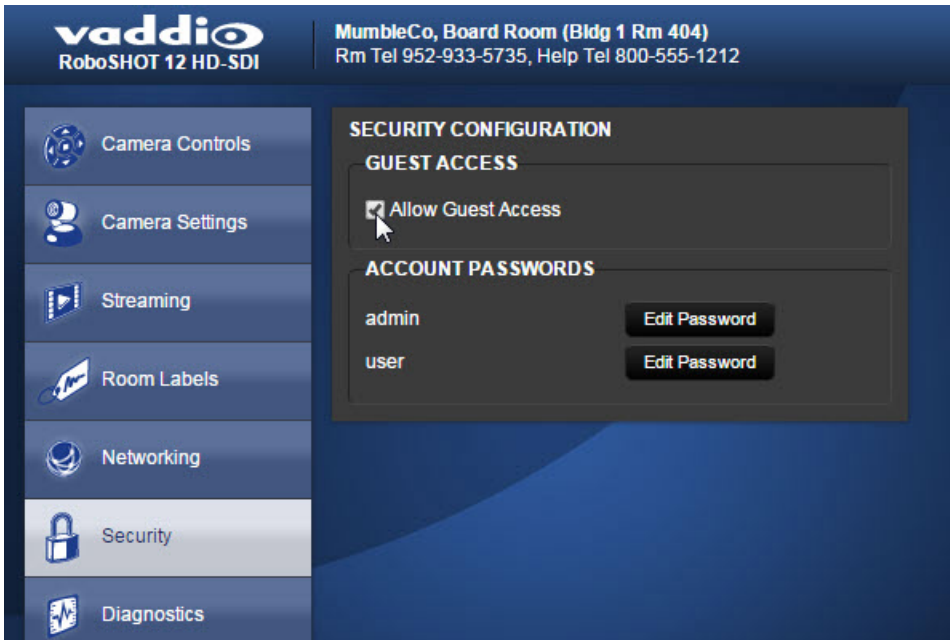 vaddio
RoboSHOT 12 HD-SDI
MumbleCo, Board Room (Bldg 1 Rm 404)
Rm Tel 952-933-5735, Help Tel 800-555-1212
Camera Controls
Camera Settings
Streaming
Room Labels
Networking
Security
Diagnostics
SECURITY CONFIGURATION
GUEST ACCESS
Allow Guest Access
ACCOUNT PASSWORDS
admin Edit Password
user Edit Password